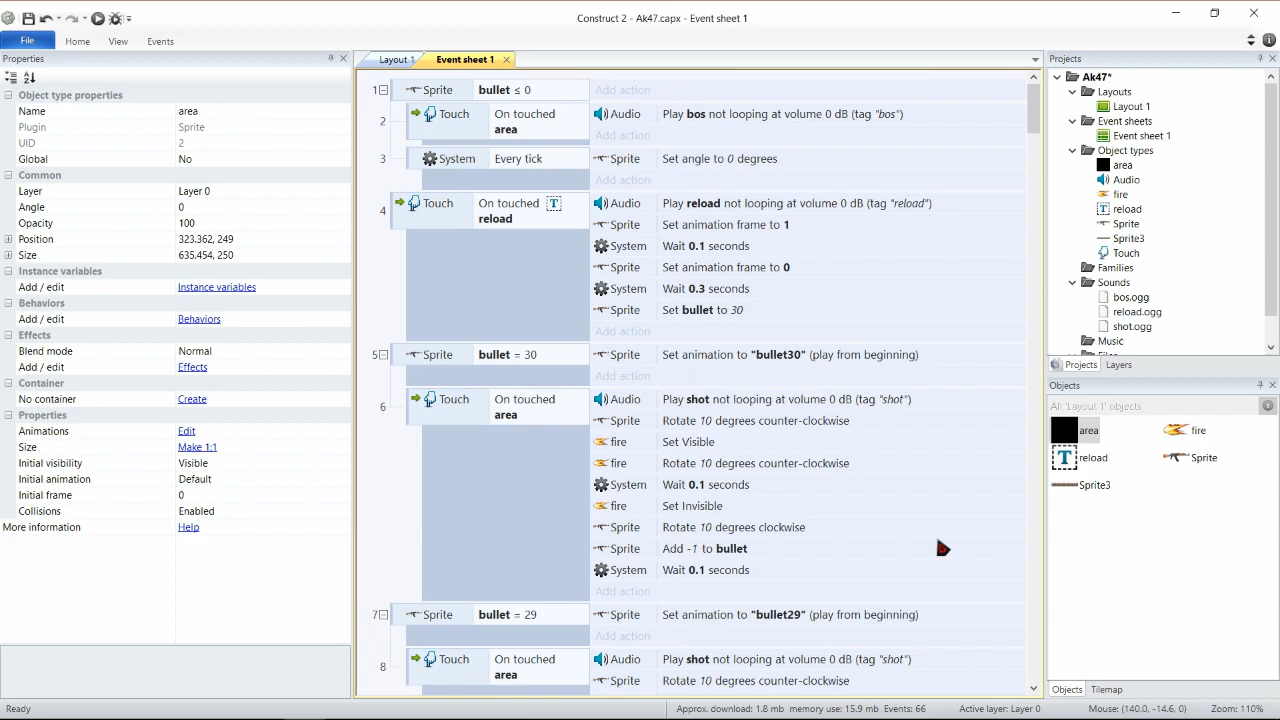 Construct 2 - Ak47.capx - Event sheet 1
File Home View Events
Properties
Object type properties
Name area
Plugin Sprite
UID 2
Global No
Common
Layer Layer 0
Angle 0
Opacity 100
Position 323.362, 249
Size 635.454, 250
Instance variables
Add / edit Instance variables
Behaviors
Add / edit Behaviors
Effects
Blend mode Normal
Add / edit Effects
Container
No container Create
Properties
Animations Edit
Size Make 1:1
Initial visibility Visible
Initial animation Default
Initial frame 0
Collisions Enabled
More information Help
Layout 1 Event sheet 1
1 Sprite bullet ≤ 0 Add action
2 Touch On touched area Audio Play bos not looping at volume 0 dB (tag "bos")
Add action
3 System Every tick Sprite Set angle to 0 degrees
Add action
4 Touch On touched T reload Audio Play reload not looping at volume 0 dB (tag "reload")
Sprite Set animation frame to 1
System Wait 0.1 seconds
Sprite Set animation frame to 0
System Wait 0.3 seconds
Sprite Set bullet to 30
Add action
5 Sprite bullet = 30 Sprite Set animation to "bullet30" (play from beginning)
Add action
6 Touch On touched area Audio Play shot not looping at volume 0 dB (tag "shot")
Sprite Rotate 10 degrees counter-clockwise
fire Set Visible
fire Rotate 10 degrees counter-clockwise
System Wait 0.1 seconds
fire Set Invisible
Sprite Rotate 10 degrees clockwise
Sprite Add -1 to bullet
System Wait 0.1 seconds
Add action
7 Sprite bullet = 29 Sprite Set animation to "bullet29" (play from beginning)
Add action
8 Touch On touched area Audio Play shot not looping at volume 0 dB (tag "shot")
Sprite Rotate 10 degrees counter-clockwise
Projects
Ak47*
Layouts
Layout 1
Event sheets
Event sheet 1
Object types
area
Audio
fire
reload
Sprite
Sprite3
Touch
Families
Sounds
bos.ogg
reload.ogg
shot.ogg
Music
Projects Layers
Objects
All 'Layout 1' objects
area fire
T reload Sprite
Sprite3
Objects Tilemap
Ready Approx. download: 1.8 mb memory use: 15.9 mb Events: 66 Active layer: Layer 0 Mouse: (140.0, -14.6, 0) Zoom: 110%